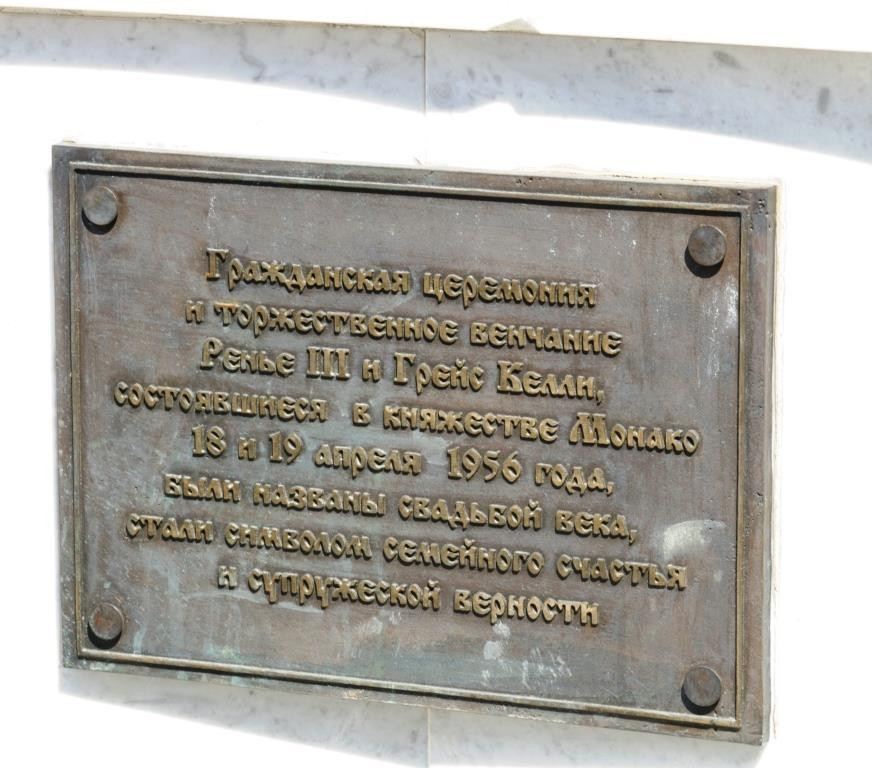 Гражданская церемония
и торжественное венчание
Ренье III и Грейс Келли,
состоявшиеся в княжестве Монако
18 и 19 апреля 1956 года,
были названы свадьбой века,
стали символом семейного счастья
и супружеской верности